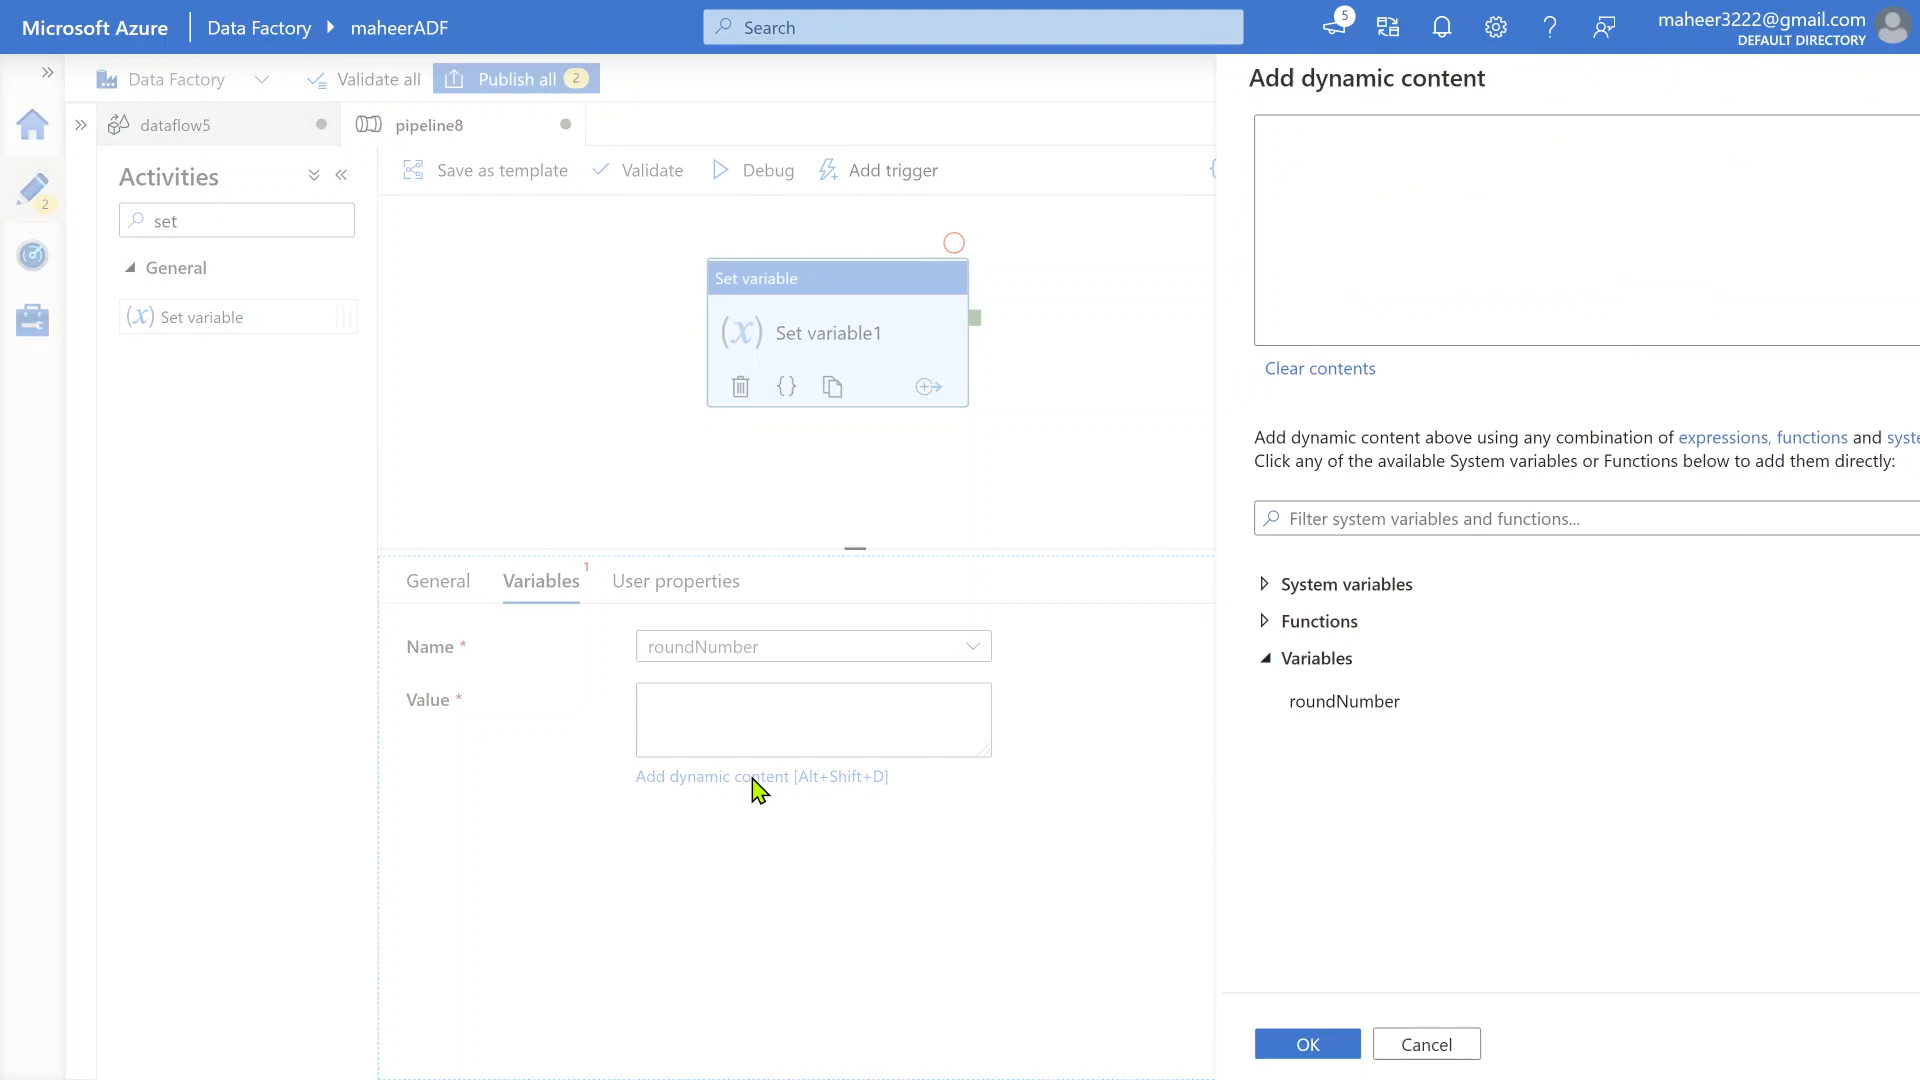 Microsoft Azure
Data Factory
maheerADF
Search
5
maheer3222@gmail.com
DEFAULT DIRECTORY
Data Factory
Validate all
Publish all 2
dataflow5
pipeline8
2
Activities
set
General
(x) Set variable
Save as template
Validate
Debug
Add trigger
{
Set variable
(x) Set variable1
{}
General
Variables 1
User properties
Name *
roundNumber
Value *
Add dynamic content [Alt+Shift+D]
Add dynamic content
Clear contents
Add dynamic content above using any combination of expressions, functions and syste
Click any of the available System variables or Functions below to add them directly:
Filter system variables and functions...
System variables
Functions
Variables
roundNumber
OK
Cancel